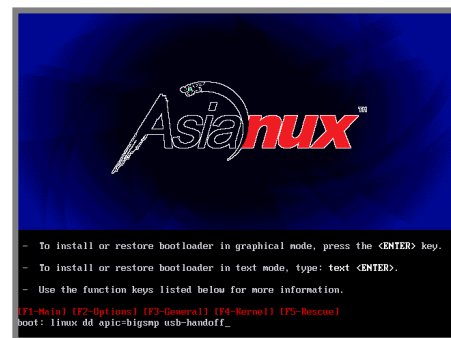 Asianux™
- To install or restore bootloader in graphical mode, press the <ENTER> key.
- To install or restore bootloader in text mode, type: text <ENTER>.
- Use the function keys listed below for more information.
[F1-Main] [F2-Options] [F3-General] [F4-Kernel] [F5-Rescue]
boot: linux dd apic=bigsmp usb-handoff_